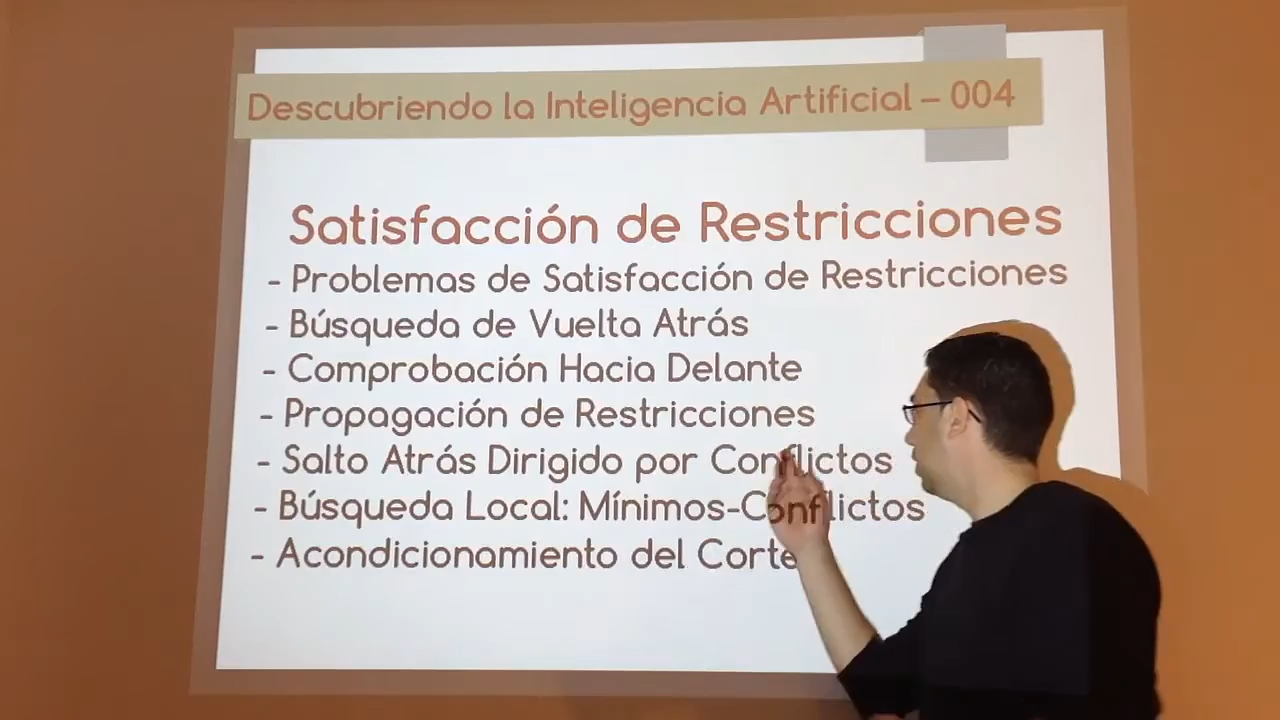 Descubriendo la Inteligencia Artificial – 004
Satisfacción de Restricciones
- Problemas de Satisfacción de Restricciones
- Búsqueda de Vuelta Atrás
- Comprobación Hacia Delante
- Propagación de Restricciones
- Salto Atrás Dirigido por Conflictos
- Búsqueda Local: Mínimos-Conflictos
- Acondicionamiento del Corte